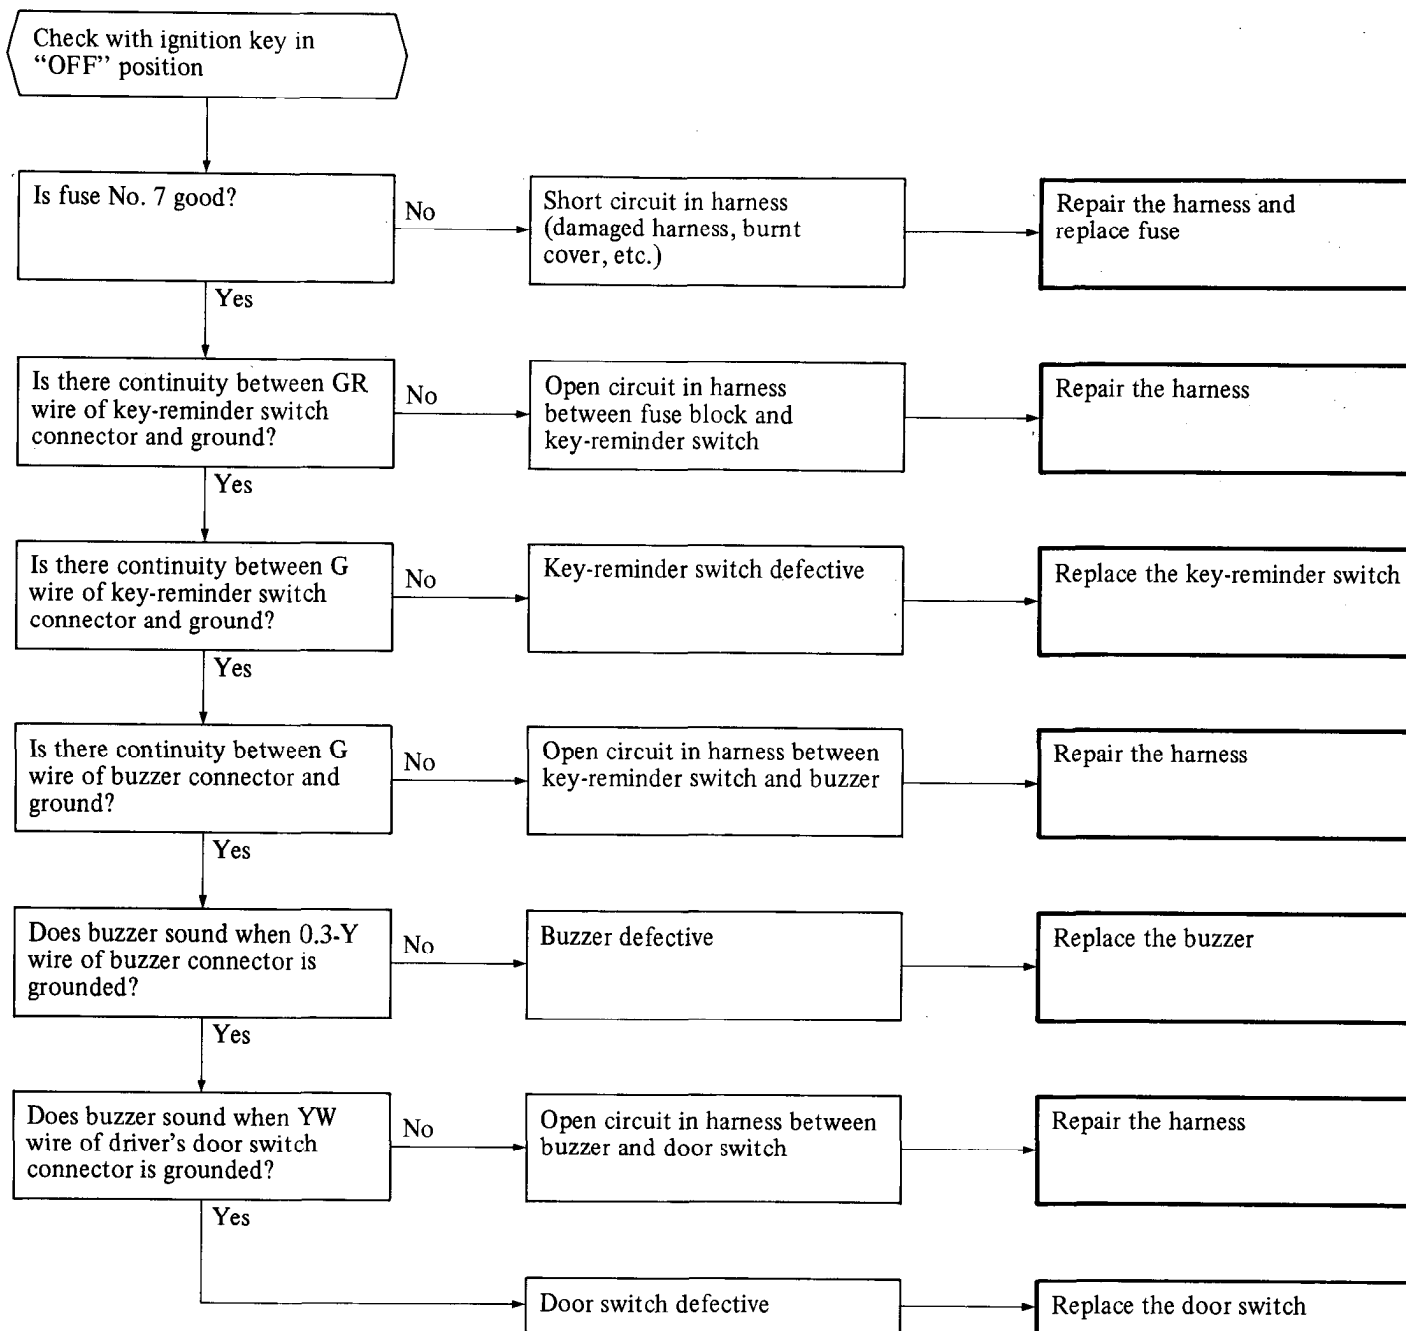 Check with ignition key in
“OFF” position
Is fuse No. 7 good?
No
Short circuit in harness
(damaged harness, burnt
cover, etc.)
Repair the harness and
replace fuse
Yes
Is there continuity between GR
wire of key-reminder switch
connector and ground?
No
Open circuit in harness
between fuse block and
key-reminder switch
Repair the harness
Yes
Is there continuity between G
wire of key-reminder switch
connector and ground?
No
Key-reminder switch defective
Replace the key-reminder switch
Yes
Is there continuity between G
wire of buzzer connector and
ground?
No
Open circuit in harness between
key-reminder switch and buzzer
Repair the harness
Yes
Does buzzer sound when 0.3-Y
wire of buzzer connector is
grounded?
No
Buzzer defective
Replace the buzzer
Yes
Does buzzer sound when YW
wire of driver’s door switch
connector is grounded?
No
Open circuit in harness between
buzzer and door switch
Repair the harness
Yes
Door switch defective
Replace the door switch